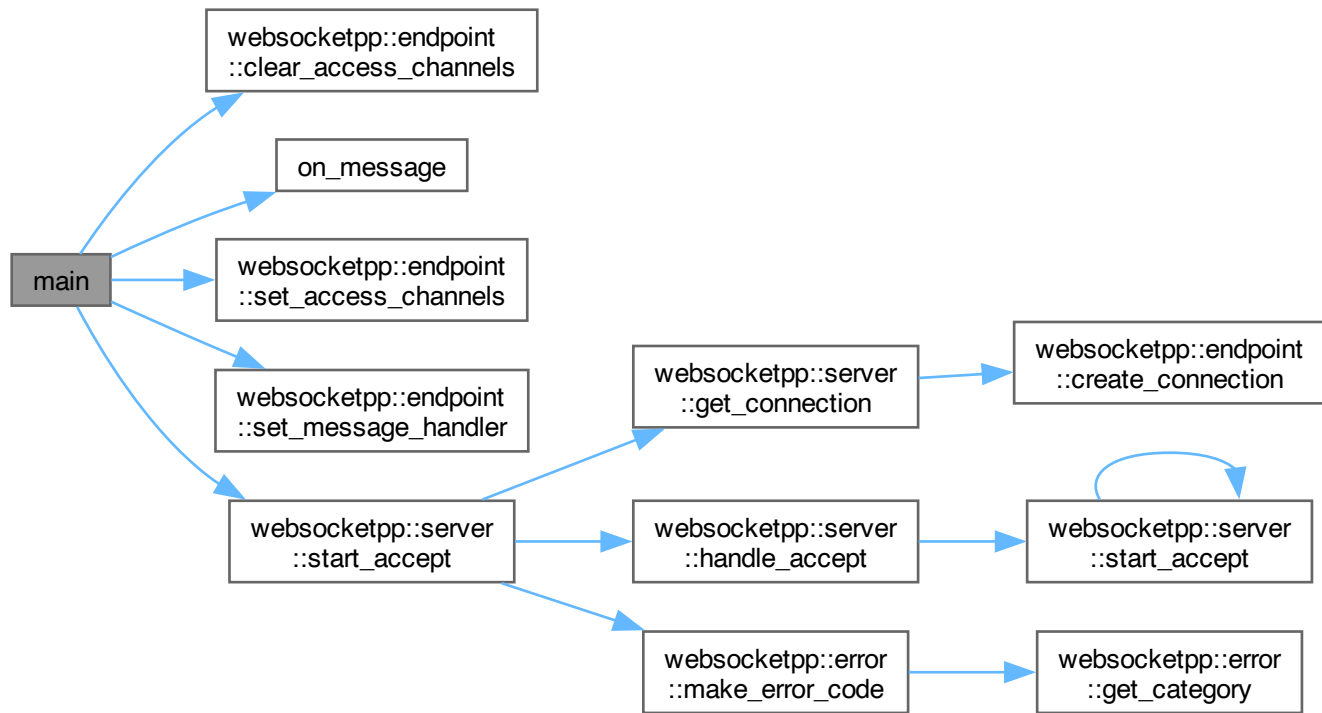 websocketpp::endpoint
::clear_access_channels
on_message
main
websocketpp::endpoint
::set_access_channels
websocketpp::endpoint
::set_message_handler
websocketpp::server
::start_accept
websocketpp::server
::get_connection
websocketpp::endpoint
::create_connection
websocketpp::server
::handle_accept
websocketpp::server
::start_accept
websocketpp::error
::make_error_code
websocketpp::error
::get_category